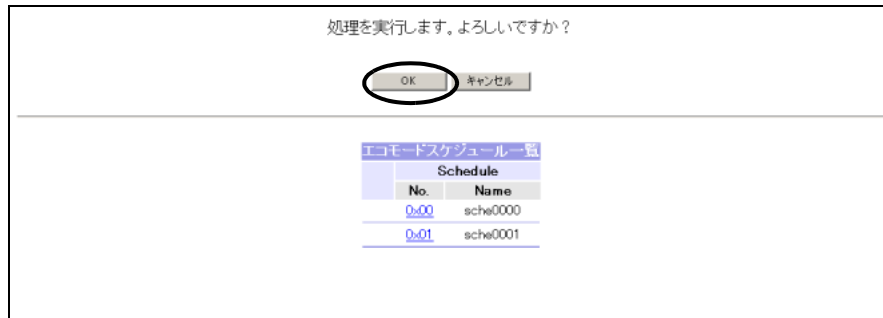 処理を実行します。よろしいですか？
OK キャンセル
エコモードスケジュール一覧
Schedule
No. Name
0x00 sche0000
0x01 sche0001